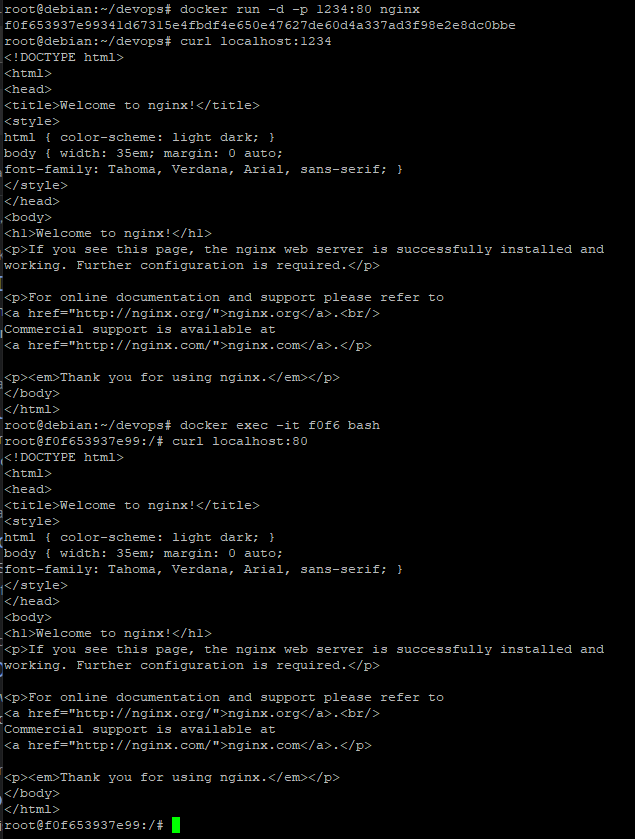 root@debian:~/devops# docker run -d -p 1234:80 nginx
f0f653937e99341d67315e4fbdf4e650e47627de60d4a337ad3f98e2e8dc0bbe
root@debian:~/devops# curl localhost:1234
<!DOCTYPE html>
<html>
<head>
<title>Welcome to nginx!</title>
<style>
html { color-scheme: light dark; }
body { width: 35em; margin: 0 auto;
font-family: Tahoma, Verdana, Arial, sans-serif; }
</style>
</head>
<body>
<h1>Welcome to nginx!</h1>
<p>If you see this page, the nginx web server is successfully installed and
working. Further configuration is required.</p>

<p>For online documentation and support please refer to
<a href="http://nginx.org/">nginx.org</a>.<br/>
Commercial support is available at
<a href="http://nginx.com/">nginx.com</a>.</p>

<p><em>Thank you for using nginx.</em></p>
</body>
</html>
root@debian:~/devops# docker exec -it f0f6 bash
root@f0f653937e99:/# curl localhost:80
<!DOCTYPE html>
<html>
<head>
<title>Welcome to nginx!</title>
<style>
html { color-scheme: light dark; }
body { width: 35em; margin: 0 auto;
font-family: Tahoma, Verdana, Arial, sans-serif; }
</style>
</head>
<body>
<h1>Welcome to nginx!</h1>
<p>If you see this page, the nginx web server is successfully installed and
working. Further configuration is required.</p>

<p>For online documentation and support please refer to
<a href="http://nginx.org/">nginx.org</a>.<br/>
Commercial support is available at
<a href="http://nginx.com/">nginx.com</a>.</p>

<p><em>Thank you for using nginx.</em></p>
</body>
</html>
root@f0f653937e99:/#